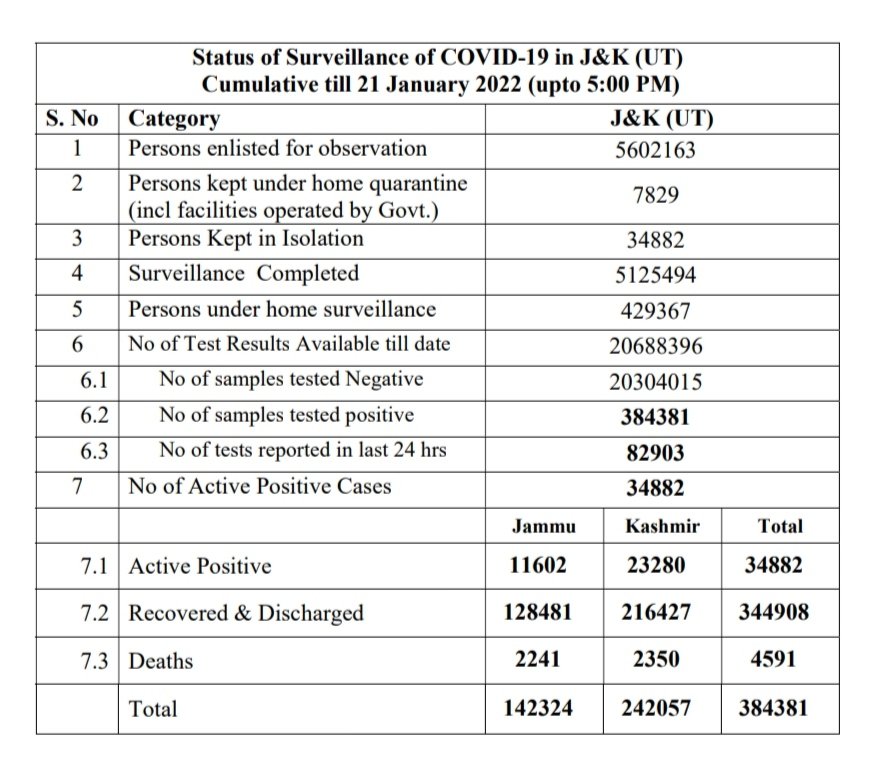 Status of Surveillance of COVID-19 in J&K (UT)
Cumulative till 21 January 2022 (upto 5:00 PM)
S. No Category J&K (UT)
1 Persons enlisted for observation 5602163
2 Persons kept under home quarantine
(incl facilities operated by Govt.) 7829
3 Persons Kept in Isolation 34882
4 Surveillance Completed 5125494
5 Persons under home surveillance 429367
6 No of Test Results Available till date 20688396
6.1 No of samples tested Negative 20304015
6.2 No of samples tested positive 384381
6.3 No of tests reported in last 24 hrs 82903
7 No of Active Positive Cases 34882
Jammu Kashmir Total
7.1 Active Positive 11602 23280 34882
7.2 Recovered & Discharged 128481 216427 344908
7.3 Deaths 2241 2350 4591
Total 142324 242057 384381